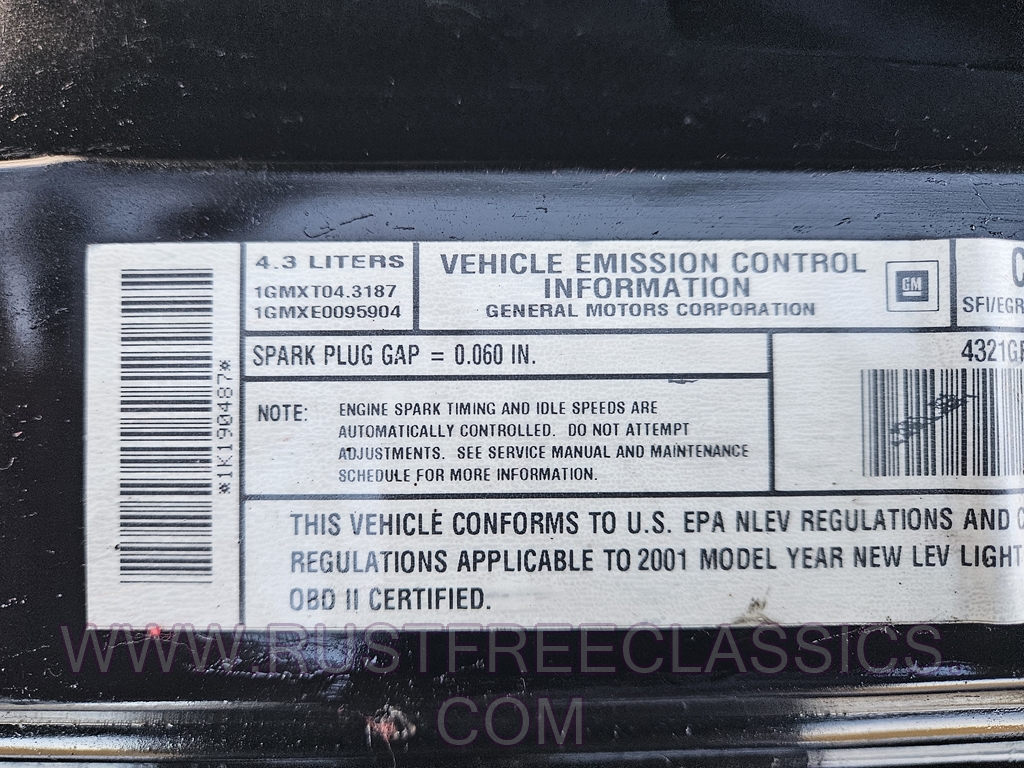 4.3 LITERS
1GMXT04.3187
1GMXE0095904
VEHICLE EMISSION CONTROL
INFORMATION
GENERAL MOTORS CORPORATION
GM
C
SFI/EGR
SPARK PLUG GAP = 0.060 IN.
4321G
*1K190487*
NOTE: ENGINE SPARK TIMING AND IDLE SPEEDS ARE
AUTOMATICALLY CONTROLLED. DO NOT ATTEMPT
ADJUSTMENTS. SEE SERVICE MANUAL AND MAINTENANCE
SCHEDULE FOR MORE INFORMATION.
THIS VEHICLE CONFORMS TO U.S. EPA NLEV REGULATIONS AND C
REGULATIONS APPLICABLE TO 2001 MODEL YEAR NEW LEV LIGHT
OBD II CERTIFIED.
WWW.RUSTFREECLASSICS
COM